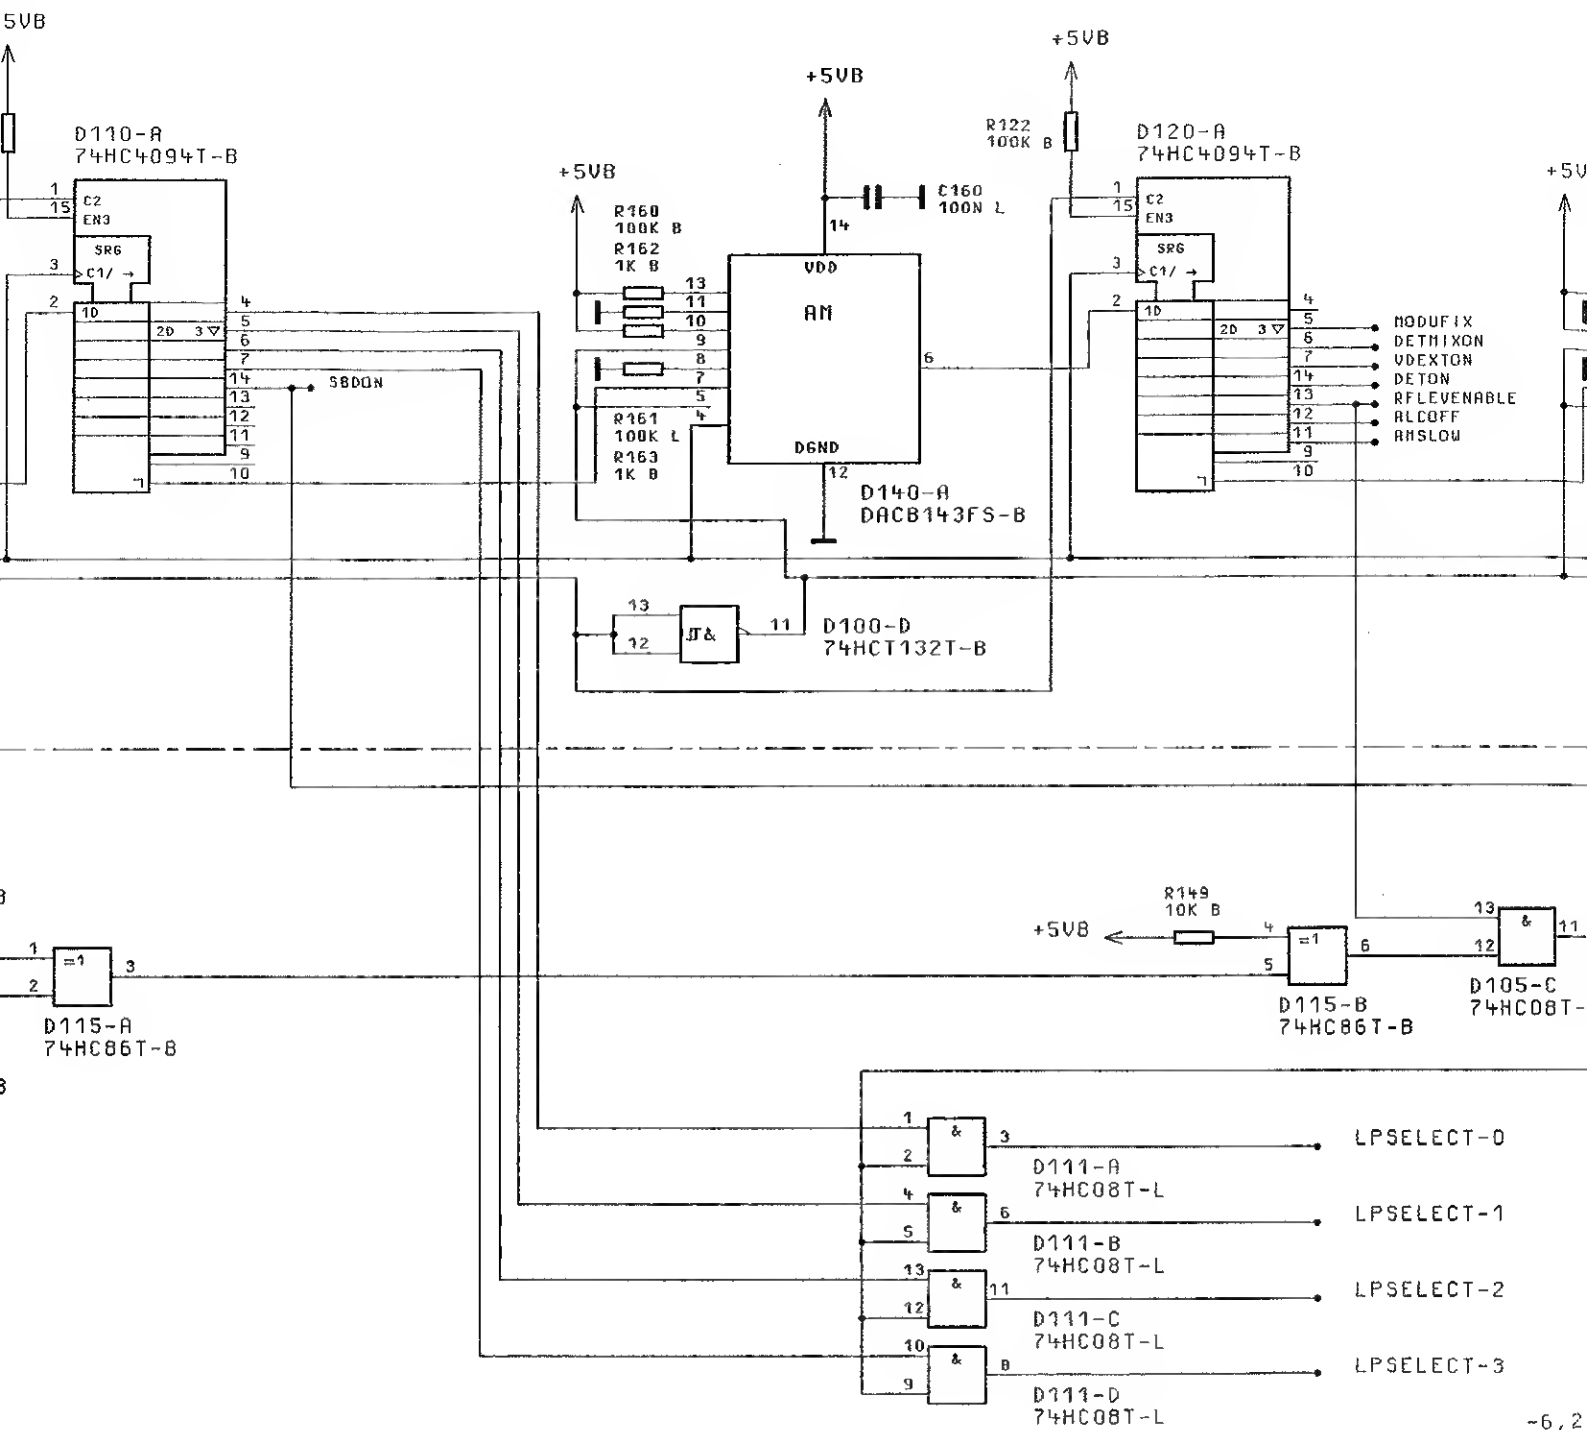 5VB
+5VB
+5VB
+5VB
+5V
D110-A
74HC4094T-B
1
15
C2
EN3
SRG
3
C1/ →
2
1D
2D 3 ▽
4
5
6
7
14
13
12
11
9
10
SBDON
R160
100K B
R162
1K B
13
11
10
9
8
7
5
4
R161
100K L
R163
1K B
14
VDD
AM
DGND
12
6
C160
100N L
D140-A
DAC8143FS-B
R122
100K B
D120-A
74HC4094T-B
1
15
C2
EN3
SRG
3
C1/ →
2
1D
2D 3 ▽
4
5
6
7
14
13
12
11
9
10
MODUFIX
DETMIXON
VDEXTON
DETON
RFLEVENABLE
ALCOFF
AMSLOW
13
12
&
11
D100-D
74HCT132T-B
1
2
=1
3
D115-A
74HC86T-B
+5VB
R149
10K B
4
5
=1
6
D115-B
74HC86T-B
13
12
&
11
D105-C
74HC08T-
1
2
&
3
D111-A
74HC08T-L
LPSELECT-0
4
5
&
6
D111-B
74HC08T-L
LPSELECT-1
13
12
&
11
D111-C
74HC08T-L
LPSELECT-2
10
9
&
8
D111-D
74HC08T-L
LPSELECT-3
-6,2